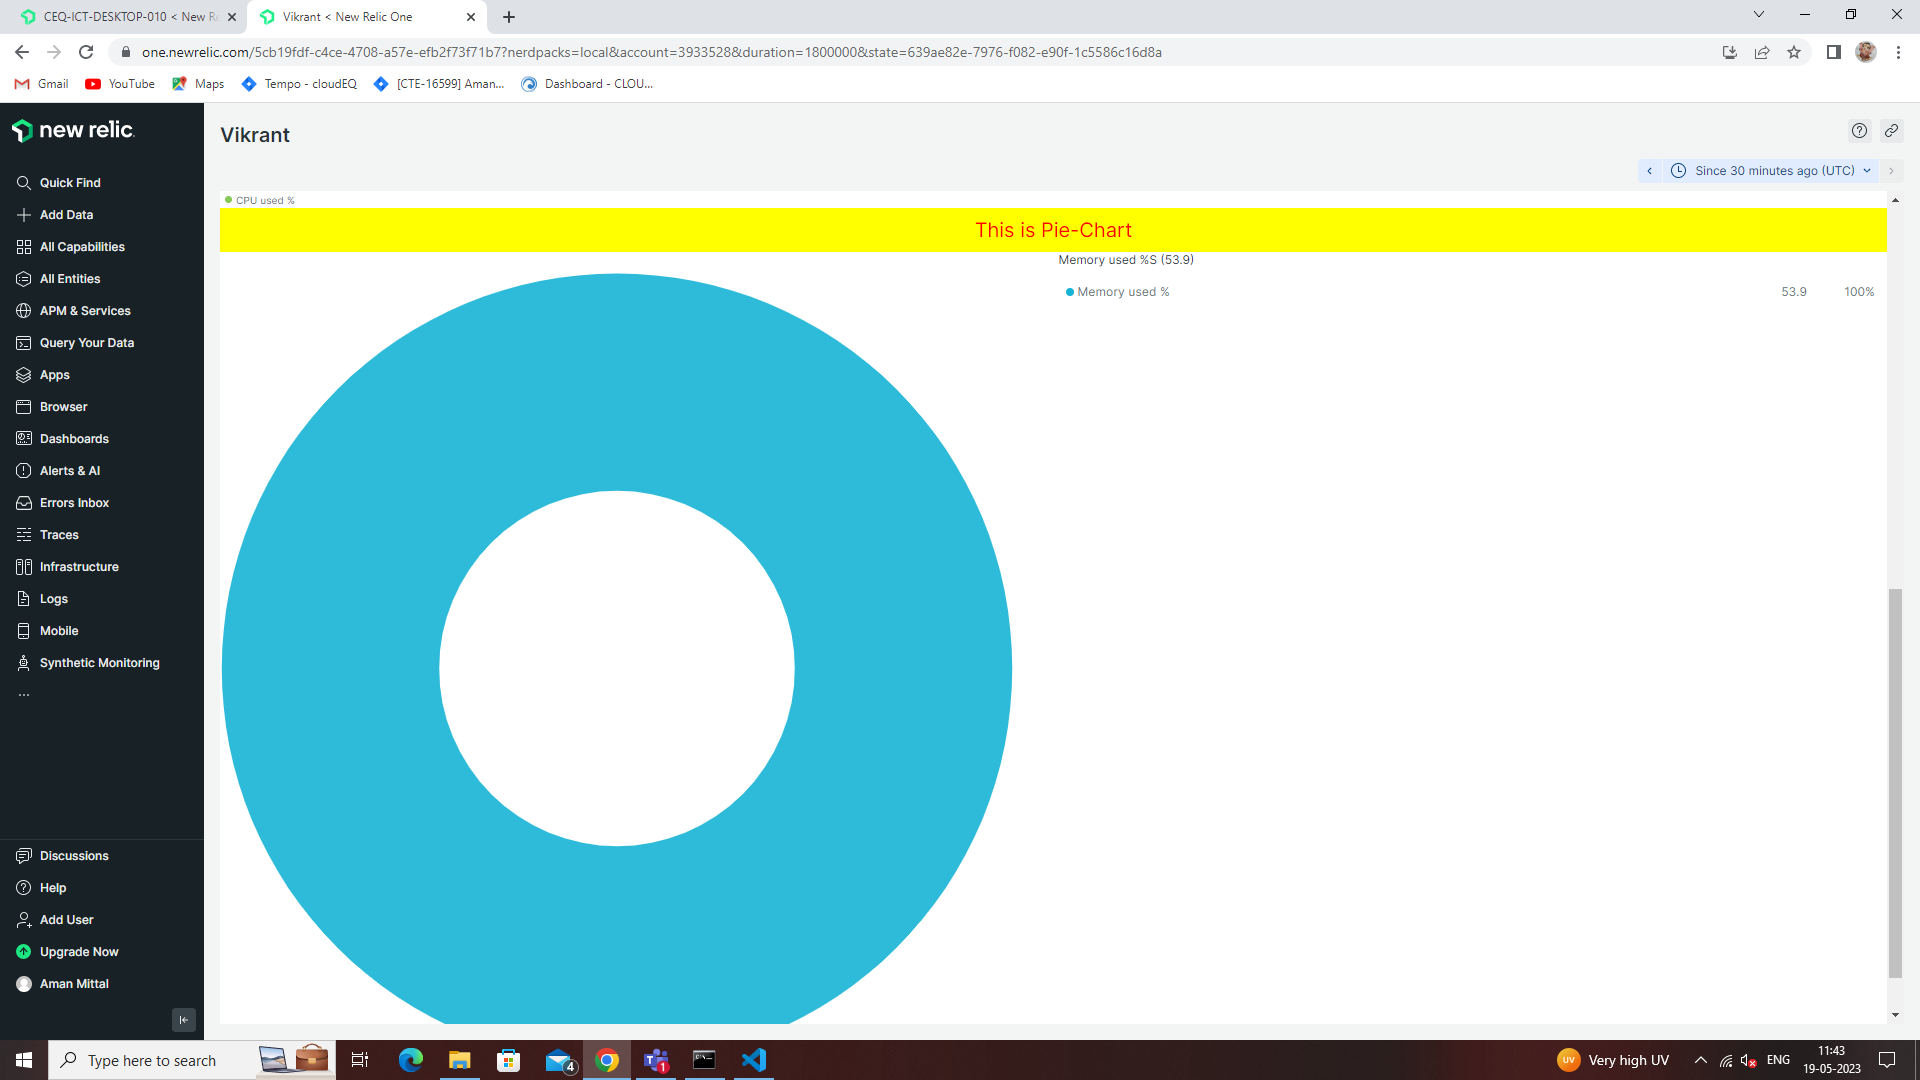 CEQ-ICT-DESKTOP-010 < New R
Vikrant < New Relic One
one.newrelic.com/5cb19fdf-c4ce-4708-a57e-efb2f73f71b7?nerdpacks=local&account=3933528&duration=1800000&state=639ae82e-7976-f082-e90f-1c5586c16d8a
Gmail YouTube Maps Tempo - cloudEQ [CTE-16599] Aman... Dashboard - CLOU...
new relic
Vikrant
Since 30 minutes ago (UTC)
Quick Find
Add Data
All Capabilities
All Entities
APM & Services
Query Your Data
Apps
Browser
Dashboards
Alerts & AI
Errors Inbox
Traces
Infrastructure
Logs
Mobile
Synthetic Monitoring
...
Discussions
Help
Add User
Upgrade Now
Aman Mittal
CPU used %
This is Pie-Chart
Memory used %S (53.9)
Memory used % 53.9 100%
Type here to search
4
1
UV Very high UV
ENG
11:43
19-05-2023